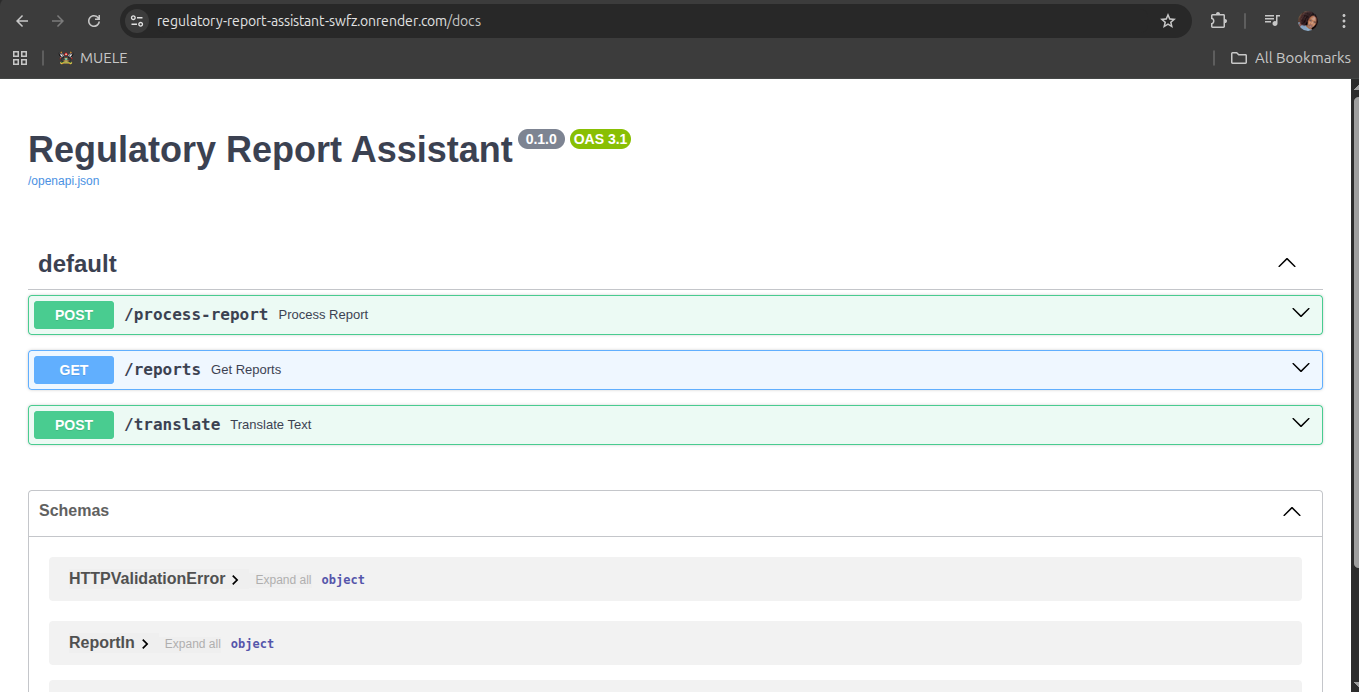 regulatory-report-assistant-swfz.onrender.com/docs
MUELE
All Bookmarks
Regulatory Report Assistant 0.1.0 OAS 3.1
/openapi.json
default
POST /process-report Process Report
GET /reports Get Reports
POST /translate Translate Text
Schemas
HTTPValidationError Expand all object
ReportIn Expand all object